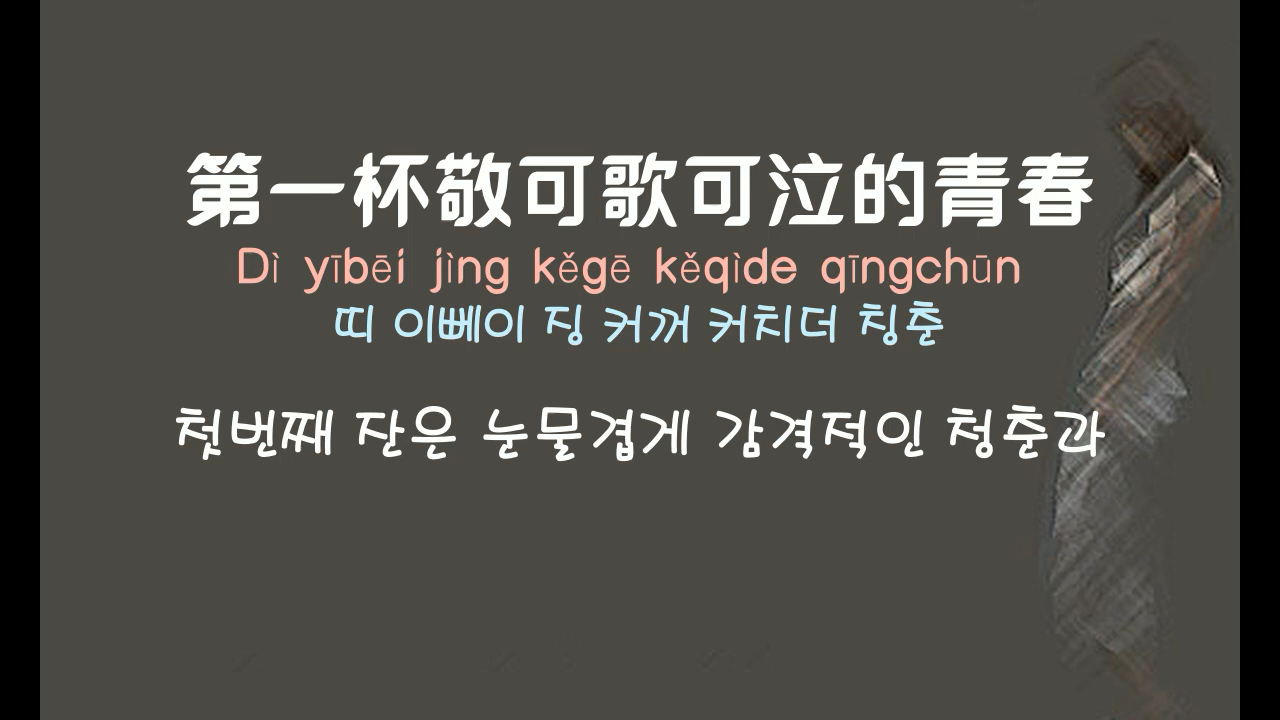 第一杯敬可歌可泣的青春
Dì yībēi jìng kěgē kěqìde qīngchūn
띠 이뻬이 징 커꺼 커치더 칭춘
첫번째 잔은 눈물겹게 감격적인 청춘과